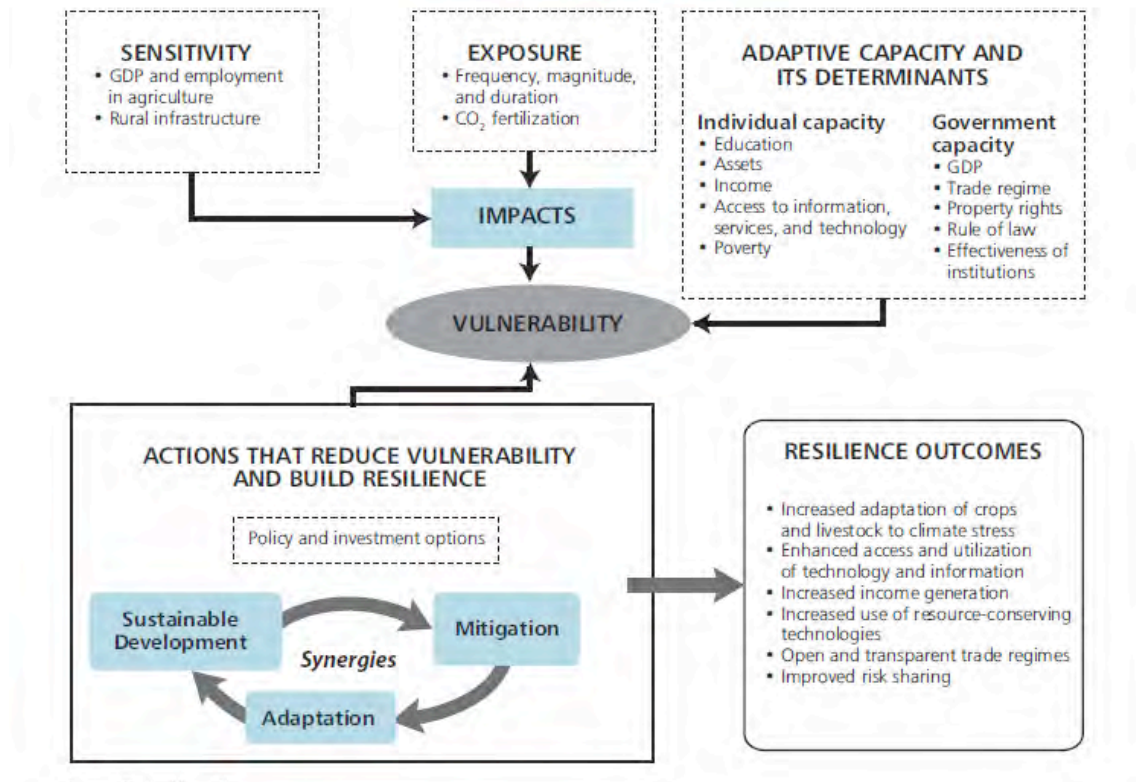 SENSITIVITY
• GDP and employment
in agriculture
• Rural infrastructure
EXPOSURE
• Frequency, magnitude,
and duration
• CO₂ fertilization
ADAPTIVE CAPACITY AND
ITS DETERMINANTS
Individual capacity
• Education
• Assets
• Income
• Access to information,
services, and technology
• Poverty
Government
capacity
• GDP
• Trade regime
• Property rights
• Rule of law
• Effectiveness of
institutions
IMPACTS
VULNERABILITY
ACTIONS THAT REDUCE VULNERABILITY
AND BUILD RESILIENCE
Policy and investment options
Sustainable
Development
Mitigation
Synergies
Adaptation
RESILIENCE OUTCOMES
• Increased adaptation of crops
and livestock to climate stress
• Enhanced access and utilization
of technology and information
• Increased income generation
• Increased use of resource-conserving
technologies
• Open and transparent trade regimes
• Improved risk sharing